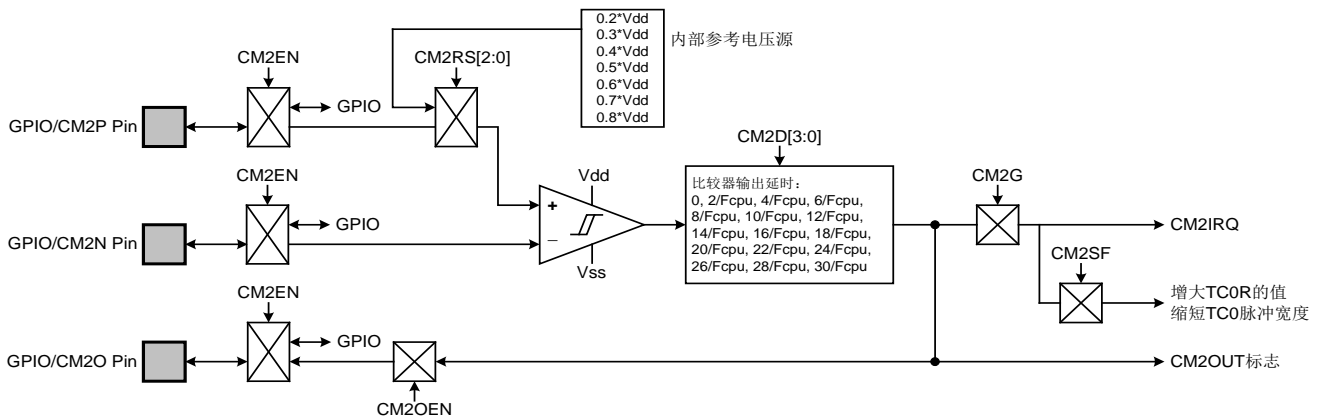 0.2*Vdd
0.3*Vdd
0.4*Vdd
0.5*Vdd
0.6*Vdd
0.7*Vdd
0.8*Vdd
内部参考电压源
CM2EN
CM2RS[2:0]
GPIO
GPIO/CM2P Pin
CM2D[3:0]
CM2EN
Vdd
比较器输出延时：
0, 2/Fcpu, 4/Fcpu, 6/Fcpu,
8/Fcpu, 10/Fcpu, 12/Fcpu,
14/Fcpu, 16/Fcpu, 18/Fcpu,
20/Fcpu, 22/Fcpu, 24/Fcpu,
26/Fcpu, 28/Fcpu, 30/Fcpu
CM2G
+
GPIO
CM2IRQ
GPIO/CM2N Pin
–
Vss
CM2SF
CM2EN
增大TC0R的值
缩短TC0脉冲宽度
GPIO
GPIO/CM2O Pin
CM2OUT标志
CM2OEN